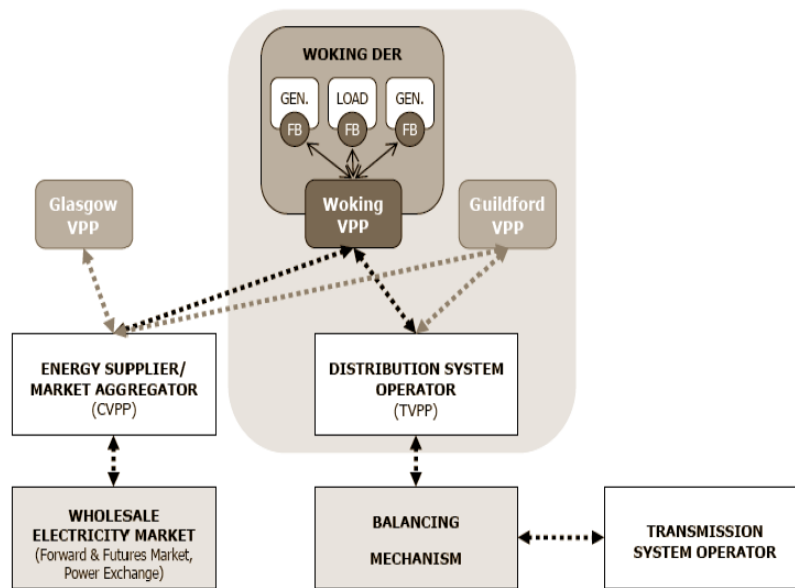 WOKING DER
GEN.
LOAD
GEN.
FB
FB
FB
Glasgow
VPP
Woking
VPP
Guildford
VPP
ENERGY SUPPLIER/
MARKET AGGREGATOR
(CVPP)
DISTRIBUTION SYSTEM
OPERATOR
(TVPP)
WHOLESALE
ELECTRICITY MARKET
(Forward & Futures Market,
Power Exchange)
BALANCING
MECHANISM
TRANSMISSION
SYSTEM OPERATOR